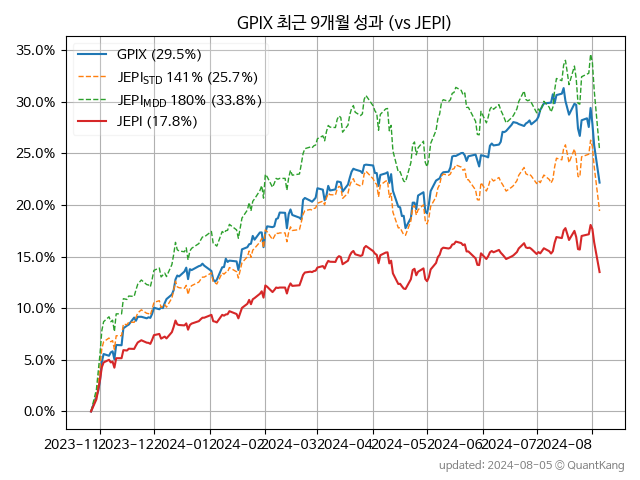 GPIX 최근 9개월 성과 (vs JEPI)
35.0%
30.0%
25.0%
20.0%
15.0%
10.0%
5.0%
0.0%
GPIX (29.5%)
JEPI_STD 141% (25.7%)
JEPI_MDD 180% (33.8%)
JEPI (17.8%)
2023-11 2023-12 2024-01 2024-02 2024-03 2024-04 2024-05 2024-06 2024-07 2024-08
updated: 2024-08-05 © QuantKang